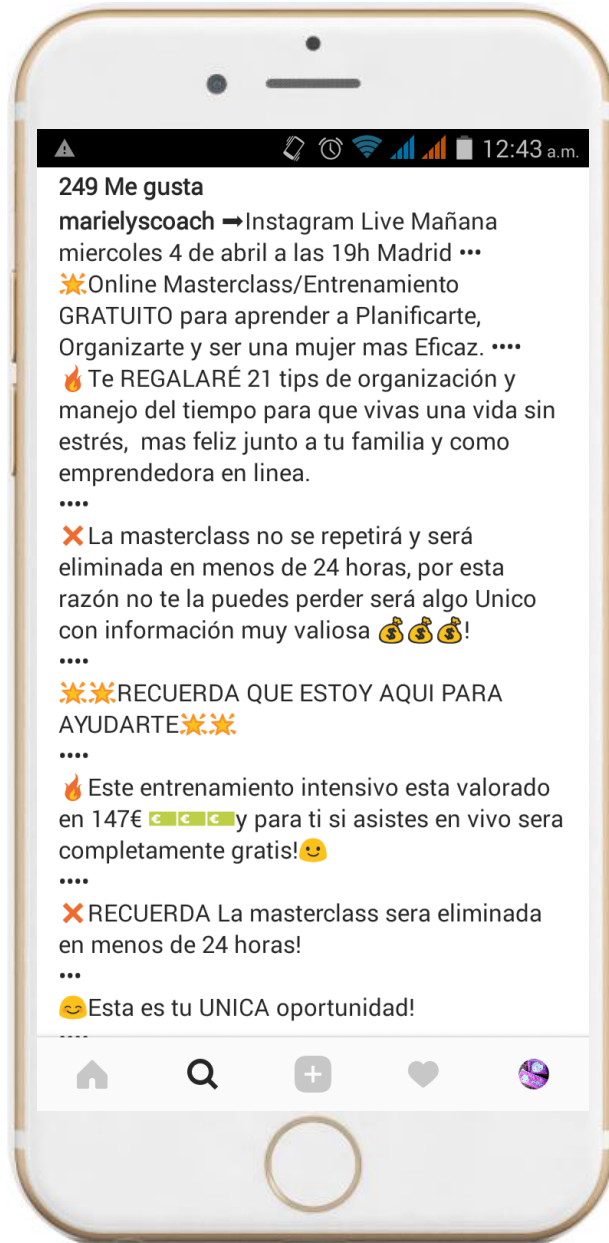 12:43 a.m.
249 Me gusta
marielyscoach ➡Instagram Live Mañana
miercoles 4 de abril a las 19h Madrid •••
🌟Online Masterclass/Entrenamiento
GRATUITO para aprender a Planificarte,
Organizarte y ser una mujer mas Eficaz. ••••
🔥Te REGALARÉ 21 tips de organización y
manejo del tiempo para que vivas una vida sin
estrés,  mas feliz junto a tu familia y como
emprendedora en linea.
••••
❌La masterclass no se repetirá y será
eliminada en menos de 24 horas, por esta
razón no te la puedes perder será algo Unico
con información muy valiosa 💰💰💰!
••••
🌟🌟RECUERDA QUE ESTOY AQUI PARA
AYUDARTE🌟🌟
••••
🔥Este entrenamiento intensivo esta valorado
en 147€ 💶💶💶y para ti si asistes en vivo sera
completamente gratis!🙂
••••
❌RECUERDA La masterclass sera eliminada
en menos de 24 horas!
•••
😊Esta es tu UNICA oportunidad!
••••